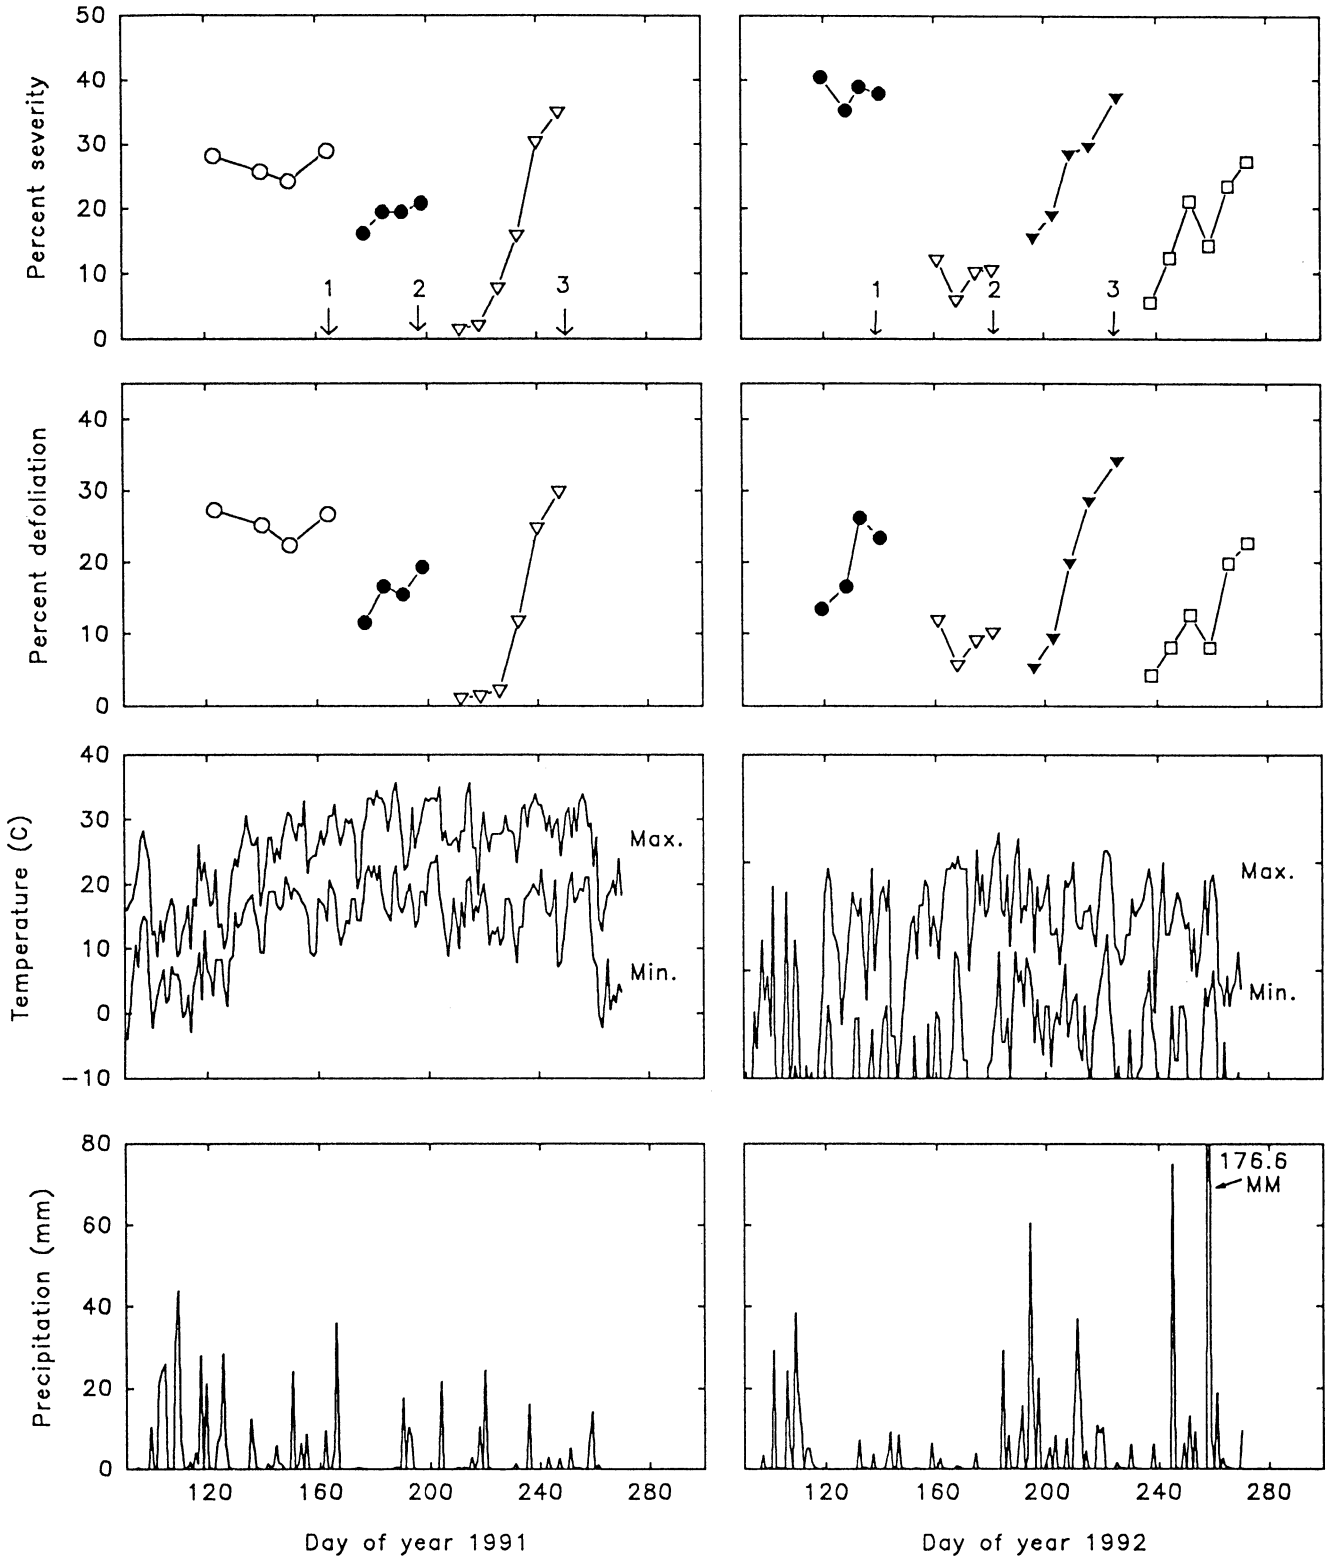 50
40
30
20
10
0
Percent severity
1
2
3
1
2
3
40
30
20
10
0
Percent defoliation
40
30
20
10
0
-10
Temperature (C)
Max.
Min.
Max.
Min.
80
60
40
20
0
Precipitation (mm)
176.6
MM
120 160 200 240 280
120 160 200 240 280
Day of year 1991
Day of year 1992